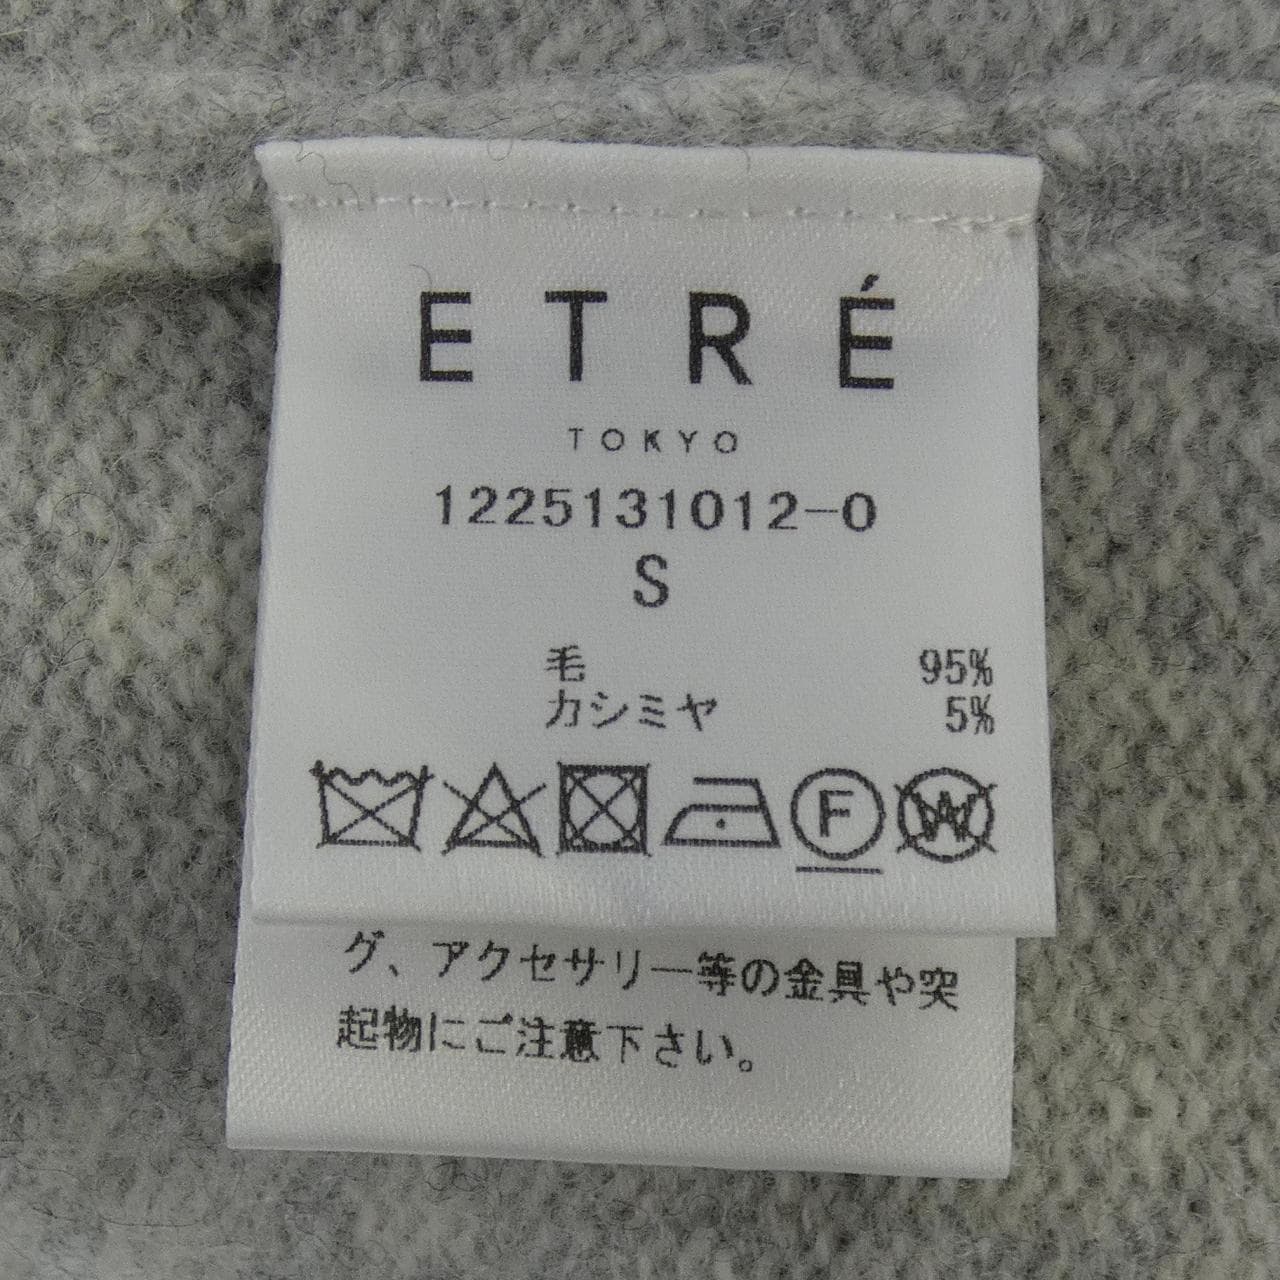 ETRÉ
TOKYO
1225131012-0
S
毛 95%
カシミヤ 5%
F W
グ、アクセサリー等の金具や突
起物にご注意下さい。